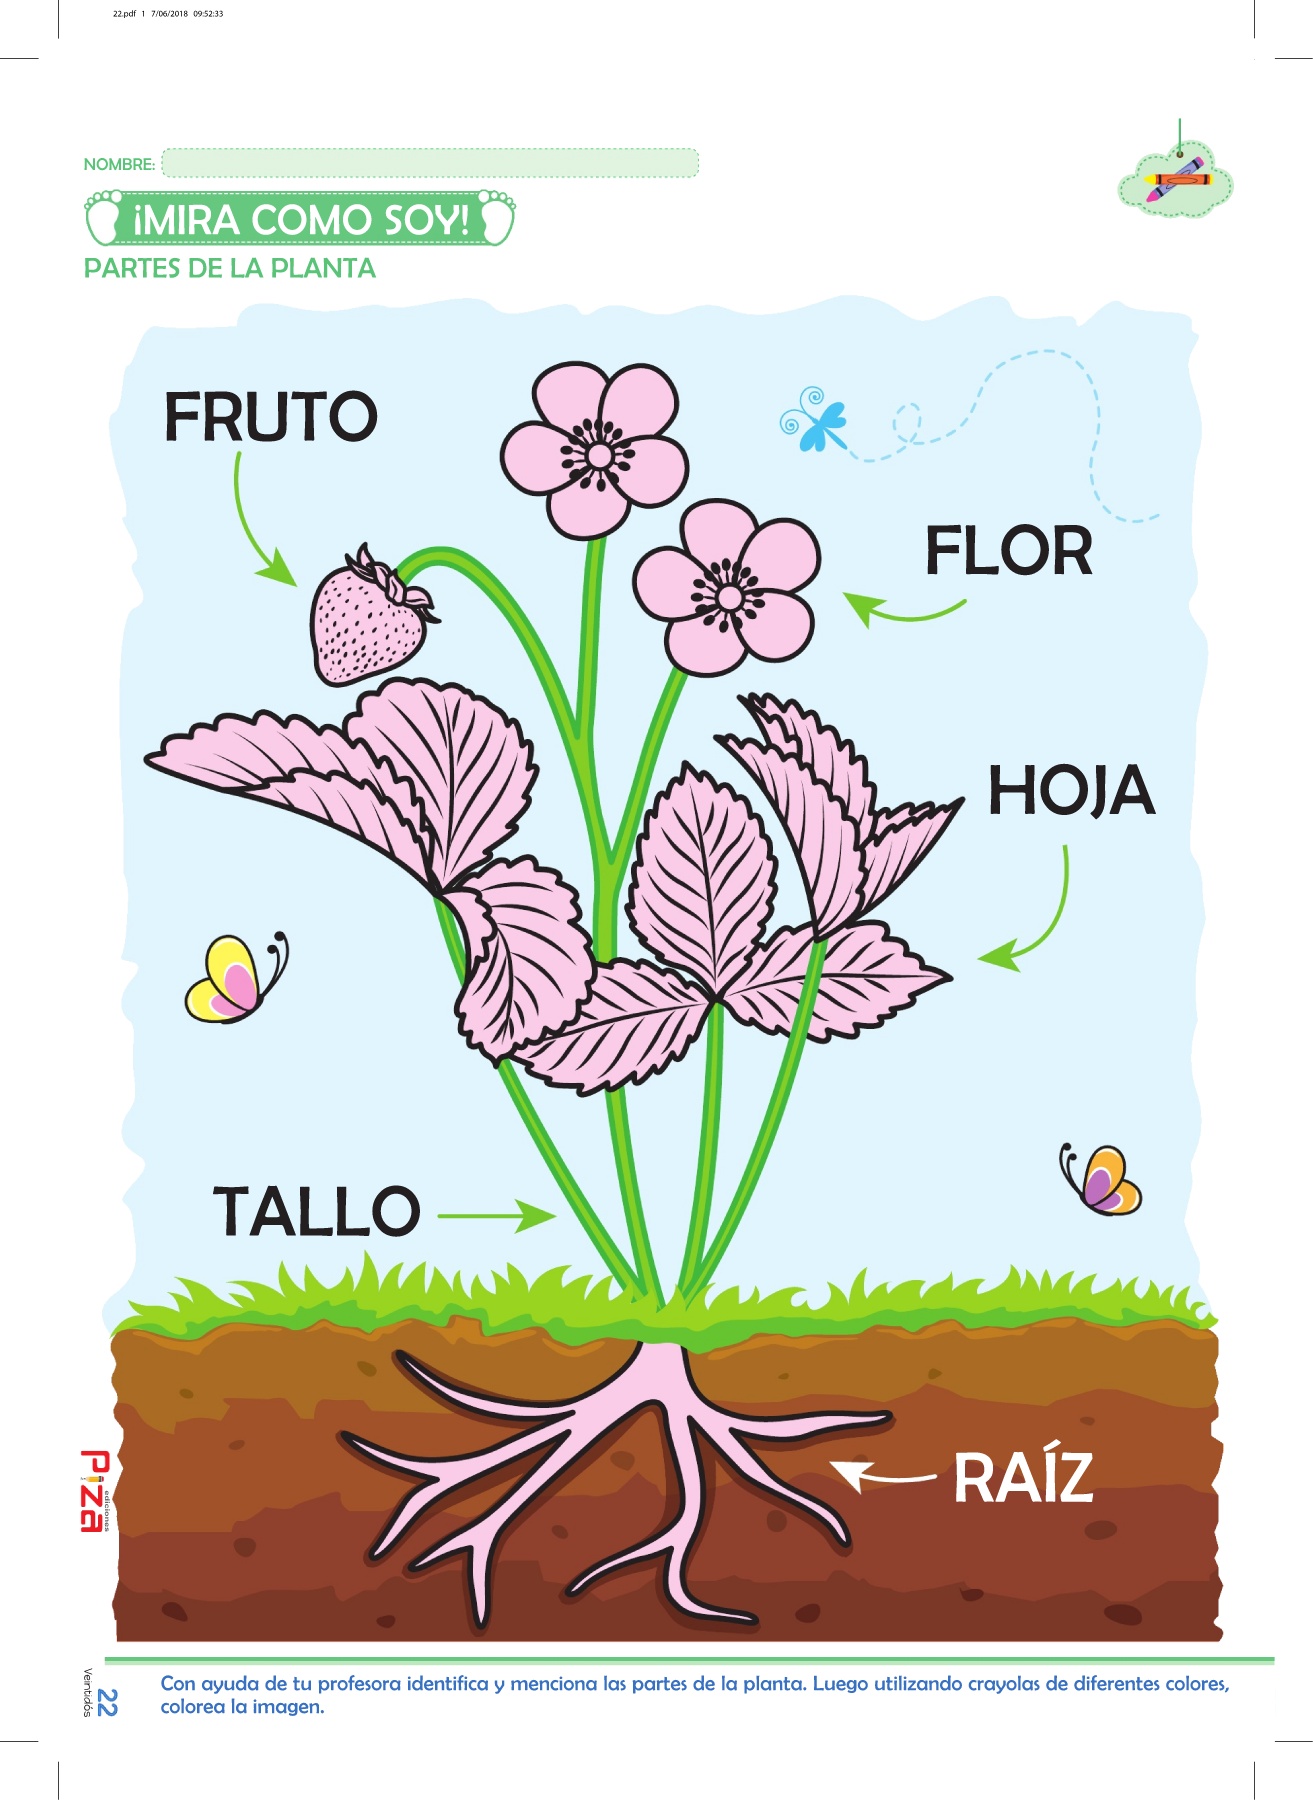 22.pdf 1 7/06/2018 09:52:33
NOMBRE:
¡MIRA COMO SOY!
PARTES DE LA PLANTA
FRUTO
FLOR
HOJA
TALLO
RAÍZ
PIZA
ediciones
22
Veintidós
Con ayuda de tu profesora identifica y menciona las partes de la planta. Luego utilizando crayolas de diferentes colores,
colorea la imagen.